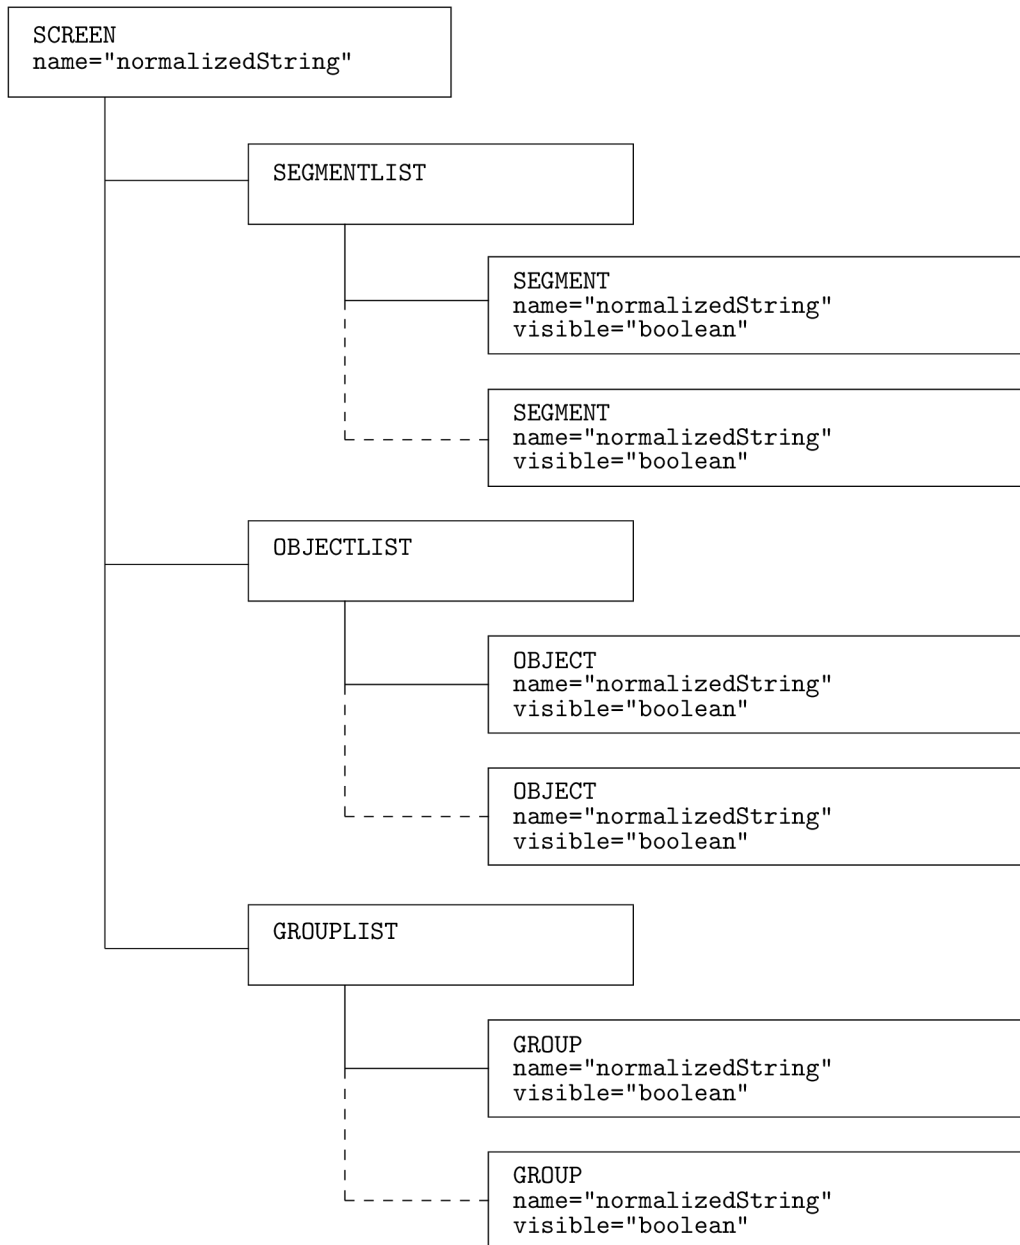 SCREEN
name="normalizedString"
SEGMENTLIST
SEGMENT
name="normalizedString"
visible="boolean"
SEGMENT
name="normalizedString"
visible="boolean"
OBJECTLIST
OBJECT
name="normalizedString"
visible="boolean"
OBJECT
name="normalizedString"
visible="boolean"
GROUPLIST
GROUP
name="normalizedString"
visible="boolean"
GROUP
name="normalizedString"
visible="boolean"